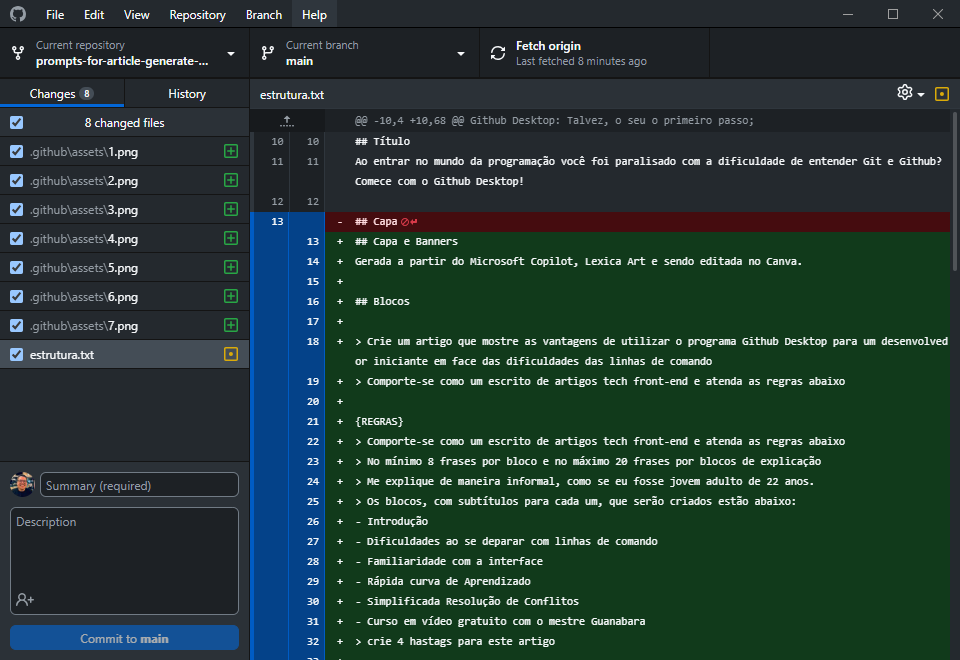 File Edit View Repository Branch Help
Current repository
prompts-for-article-generate-...
Current branch
main
Fetch origin
Last fetched 8 minutes ago
Changes 8
History
8 changed files
.github\assets\1.png
.github\assets\2.png
.github\assets\3.png
.github\assets\4.png
.github\assets\5.png
.github\assets\6.png
.github\assets\7.png
estrutura.txt
Summary (required)
Description
Commit to main
estrutura.txt
@@ -10,4 +10,68 @@ Github Desktop: Talvez, o seu o primeiro passo;
10 10 ## Título
11 11 Ao entrar no mundo da programação você foi paralisado com a dificuldade de entender Git e Github?
Comece com o Github Desktop!
12 12
13 - ## Capa
13 + ## Capa e Banners
14 + Gerada a partir do Microsoft Copilot, Lexica Art e sendo editada no Canva.
15 +
16 + ## Blocos
17 +
18 + > Crie um artigo que mostre as vantagens de utilizar o programa Github Desktop para um desenvolved
or iniciante em face das dificuldades das linhas de comando
19 + > Comporte-se como um escrito de artigos tech front-end e atenda as regras abaixo
20 +
21 + {REGRAS}
22 + > Comporte-se como um escrito de artigos tech front-end e atenda as regras abaixo
23 + > No mínimo 8 frases por bloco e no máximo 20 frases por blocos de explicação
24 + > Me explique de maneira informal, como se eu fosse jovem adulto de 22 anos.
25 + > Os blocos, com subtítulos para cada um, que serão criados estão abaixo:
26 + - Introdução
27 + - Dificuldades ao se deparar com linhas de comando
28 + - Familiaridade com a interface
29 + - Rápida curva de Aprendizado
30 + - Simplificada Resolução de Conflitos
31 + - Curso em vídeo gratuito com o mestre Guanabara
32 + > crie 4 hastags para este artigo